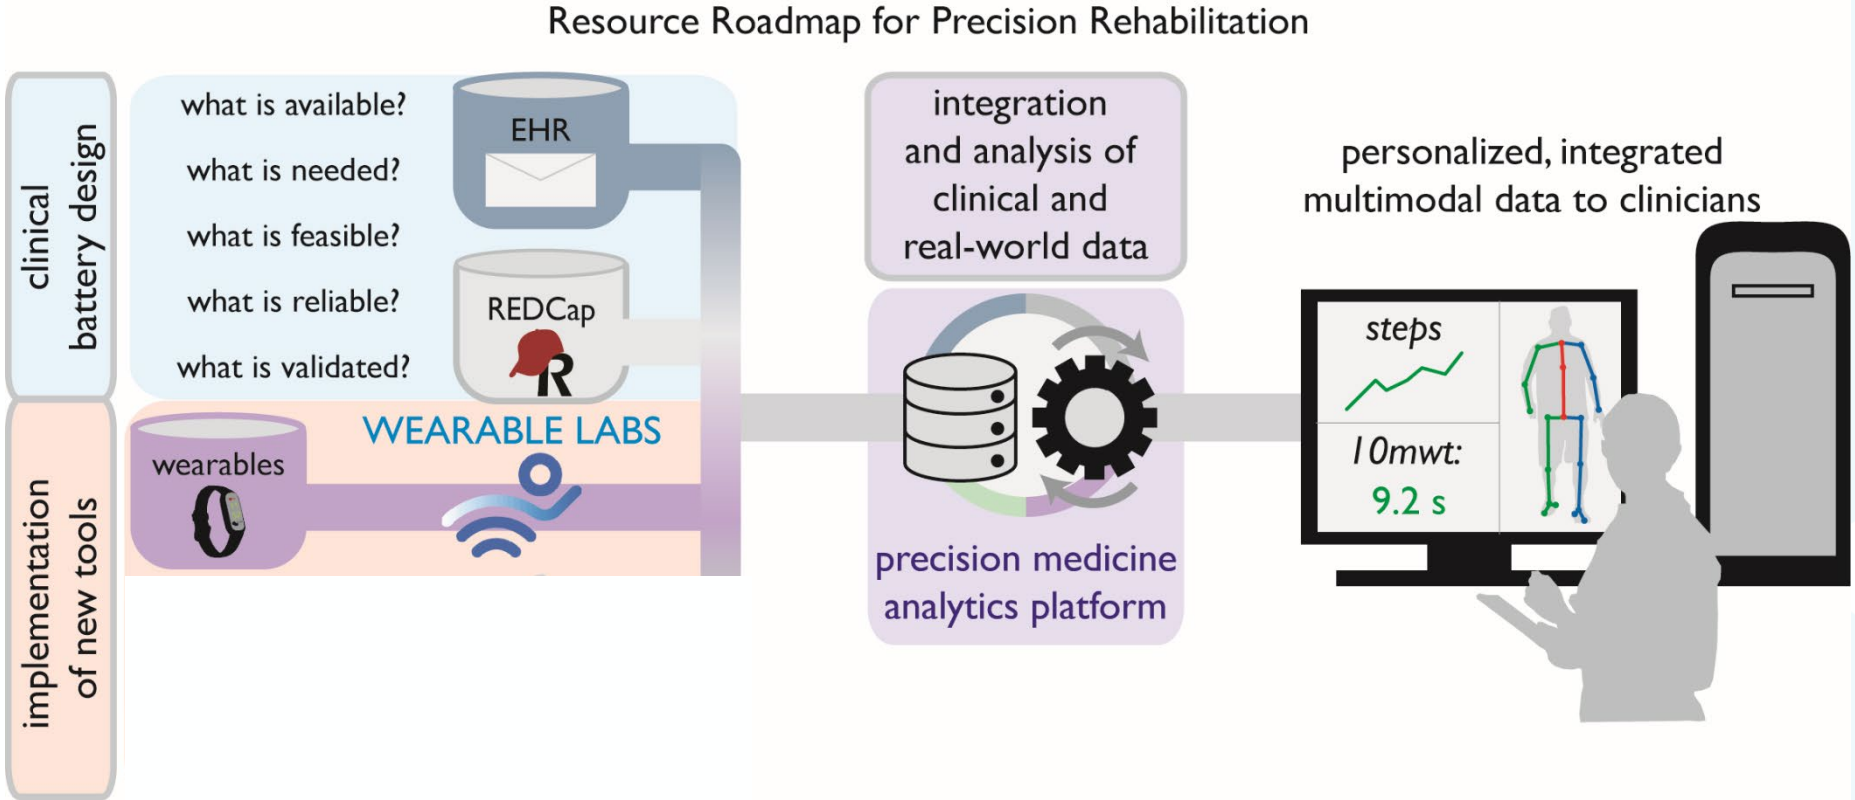 Resource Roadmap for Precision Rehabilitation
clinical
battery design
what is available?
what is needed?
what is feasible?
what is reliable?
what is validated?
EHR
REDCap
R
implementation
of new tools
wearables
WEARABLE LABS
integration
and analysis of
clinical and
real-world data
precision medicine
analytics platform
personalized, integrated
multimodal data to clinicians
steps
10mwt:
9.2 s